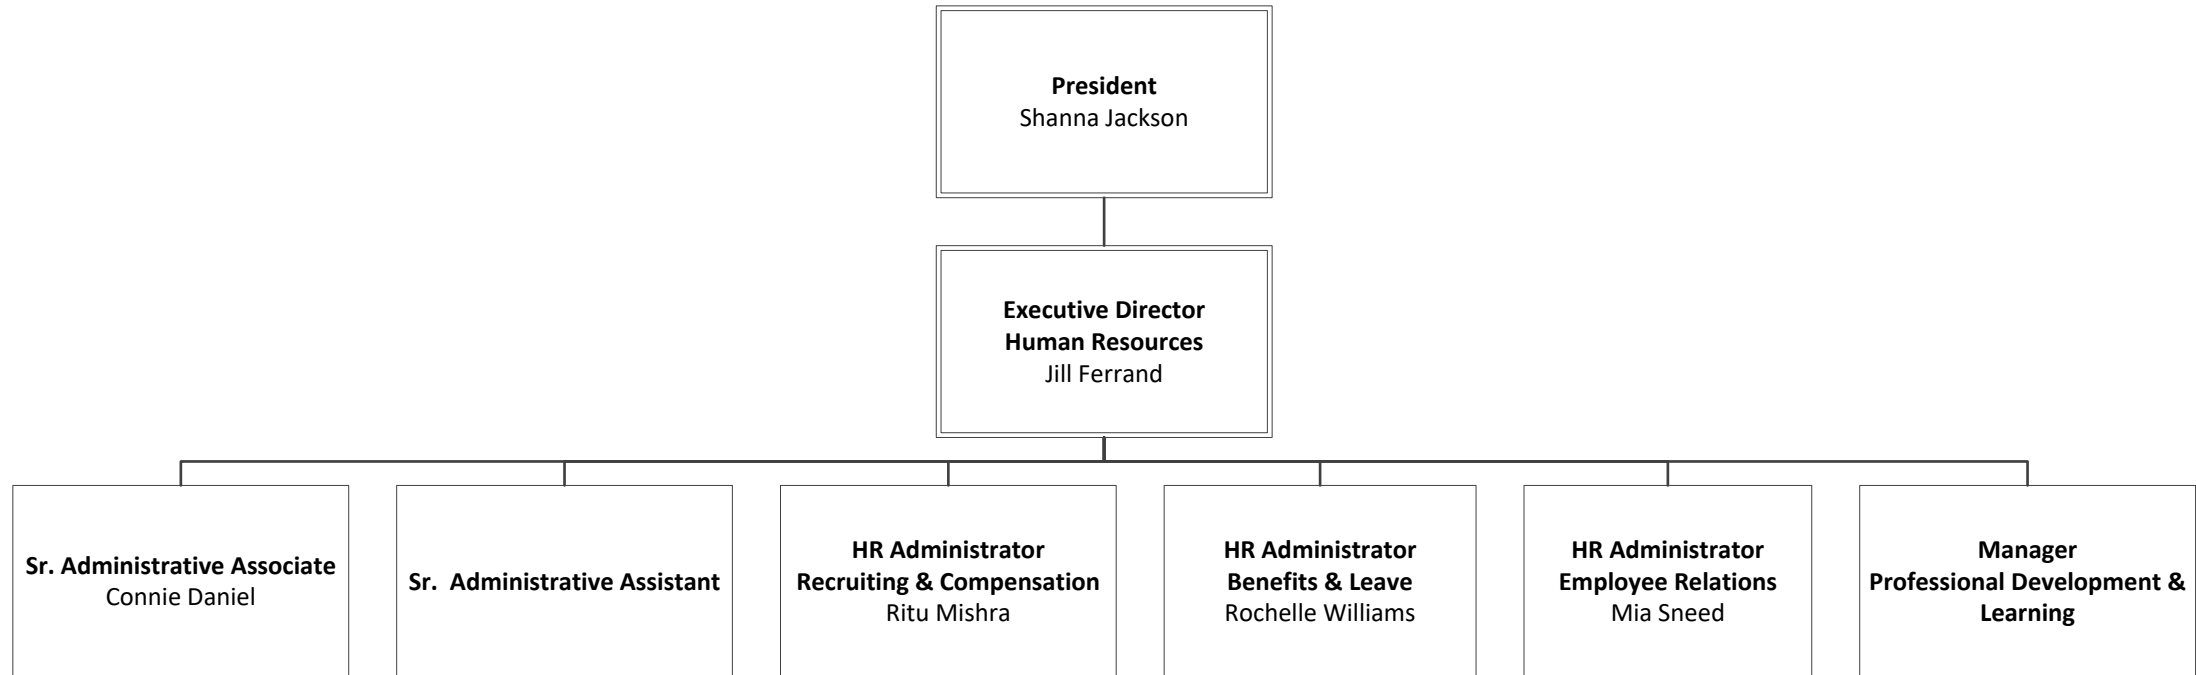 President
Shanna Jackson
Executive Director
Human Resources
Jill Ferrand
Sr. Administrative Associate
Connie Daniel
Sr.  Administrative Assistant
HR Administrator
Recruiting & Compensation
Ritu Mishra
HR Administrator
Benefits & Leave
Rochelle Williams
HR Administrator
Employee Relations
Mia Sneed
Manager
Professional Development &
Learning